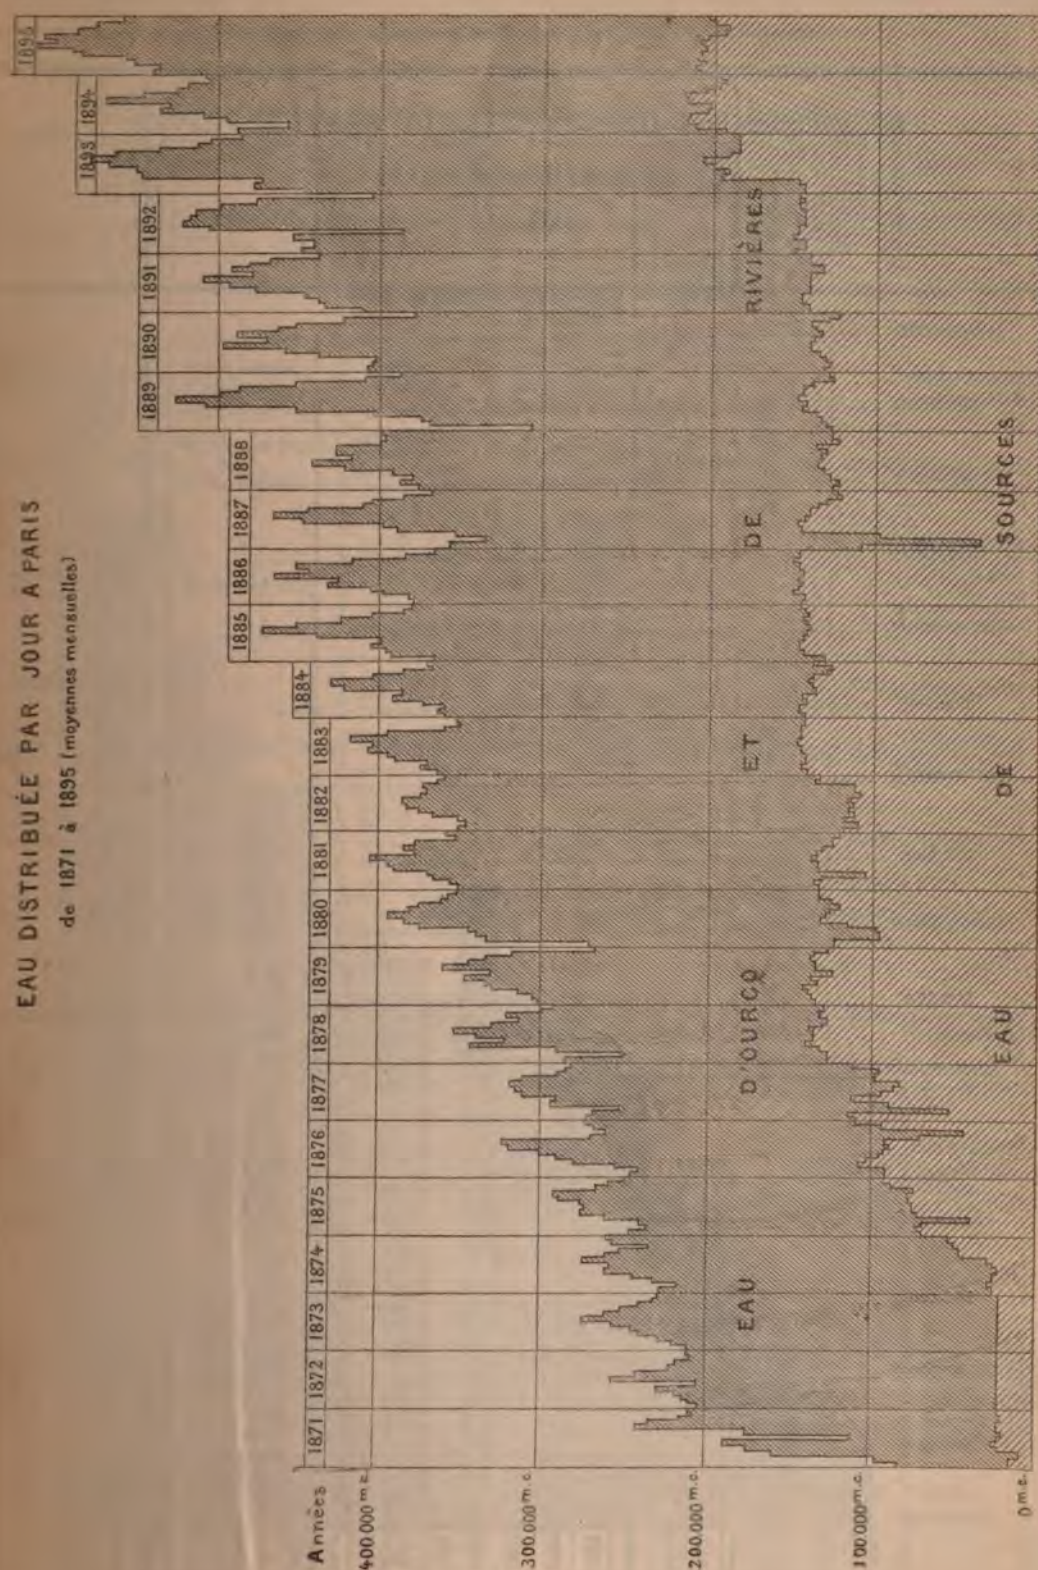 EAU DISTRIBUÉE PAR JOUR A PARIS
de 1871 à 1895 (moyennes mensuelles)
Années
1871
1872
1873
1874
1875
1876
1877
1878
1879
1880
1881
1882
1883
1884
1885
1886
1887
1888
1889
1890
1891
1892
1893
1894
1895
400.000 m.c.
300.000 m.c.
200.000 m.c.
100.000 m.c.
0 m.c.
EAU D'OURCQ ET DE RIVIÈRES
EAU DE SOURCES